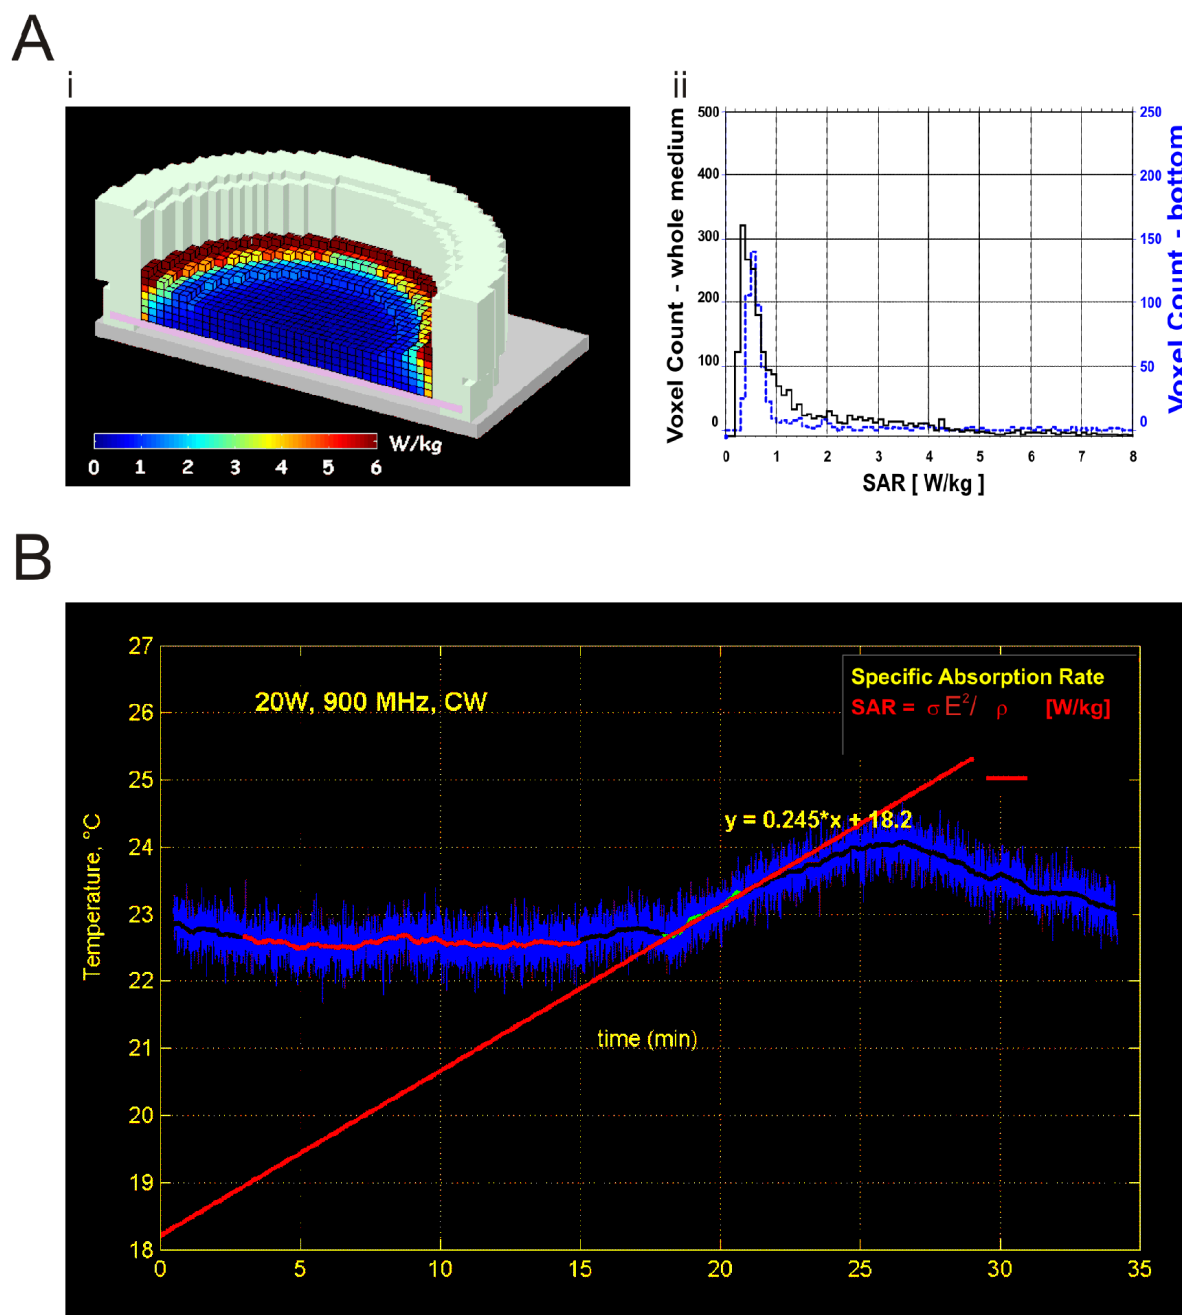 A
i
W/kg
0 1 2 3 4 5 6
ii
Voxel Count - whole medium
500
400
300
200
100
0
250
200
150
100
50
0
Voxel Count - bottom
0 1 2 3 4 5 6 7 8
SAR [ W/kg ]
B
Temperature, °C
27
26
25
24
23
22
21
20
19
18
20W, 900 MHz, CW
Specific Absorption Rate
SAR = σ E²/ ρ [W/kg]
y = 0.245*x + 18.2
time (min)
0 5 10 15 20 25 30 35